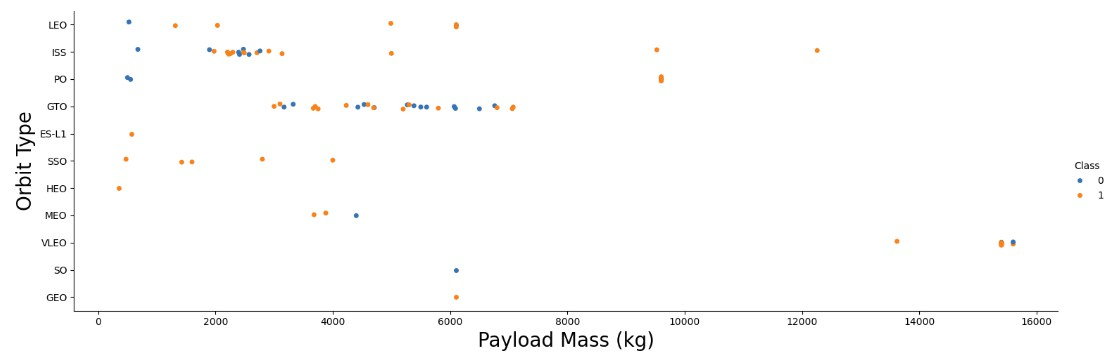 LEO
ISS
PO
GTO
ES-L1
SSO
HEO
MEO
VLEO
SO
GEO
Orbit Type
0 2000 4000 6000 8000 10000 12000 14000 16000
Payload Mass (kg)
Class
0
1